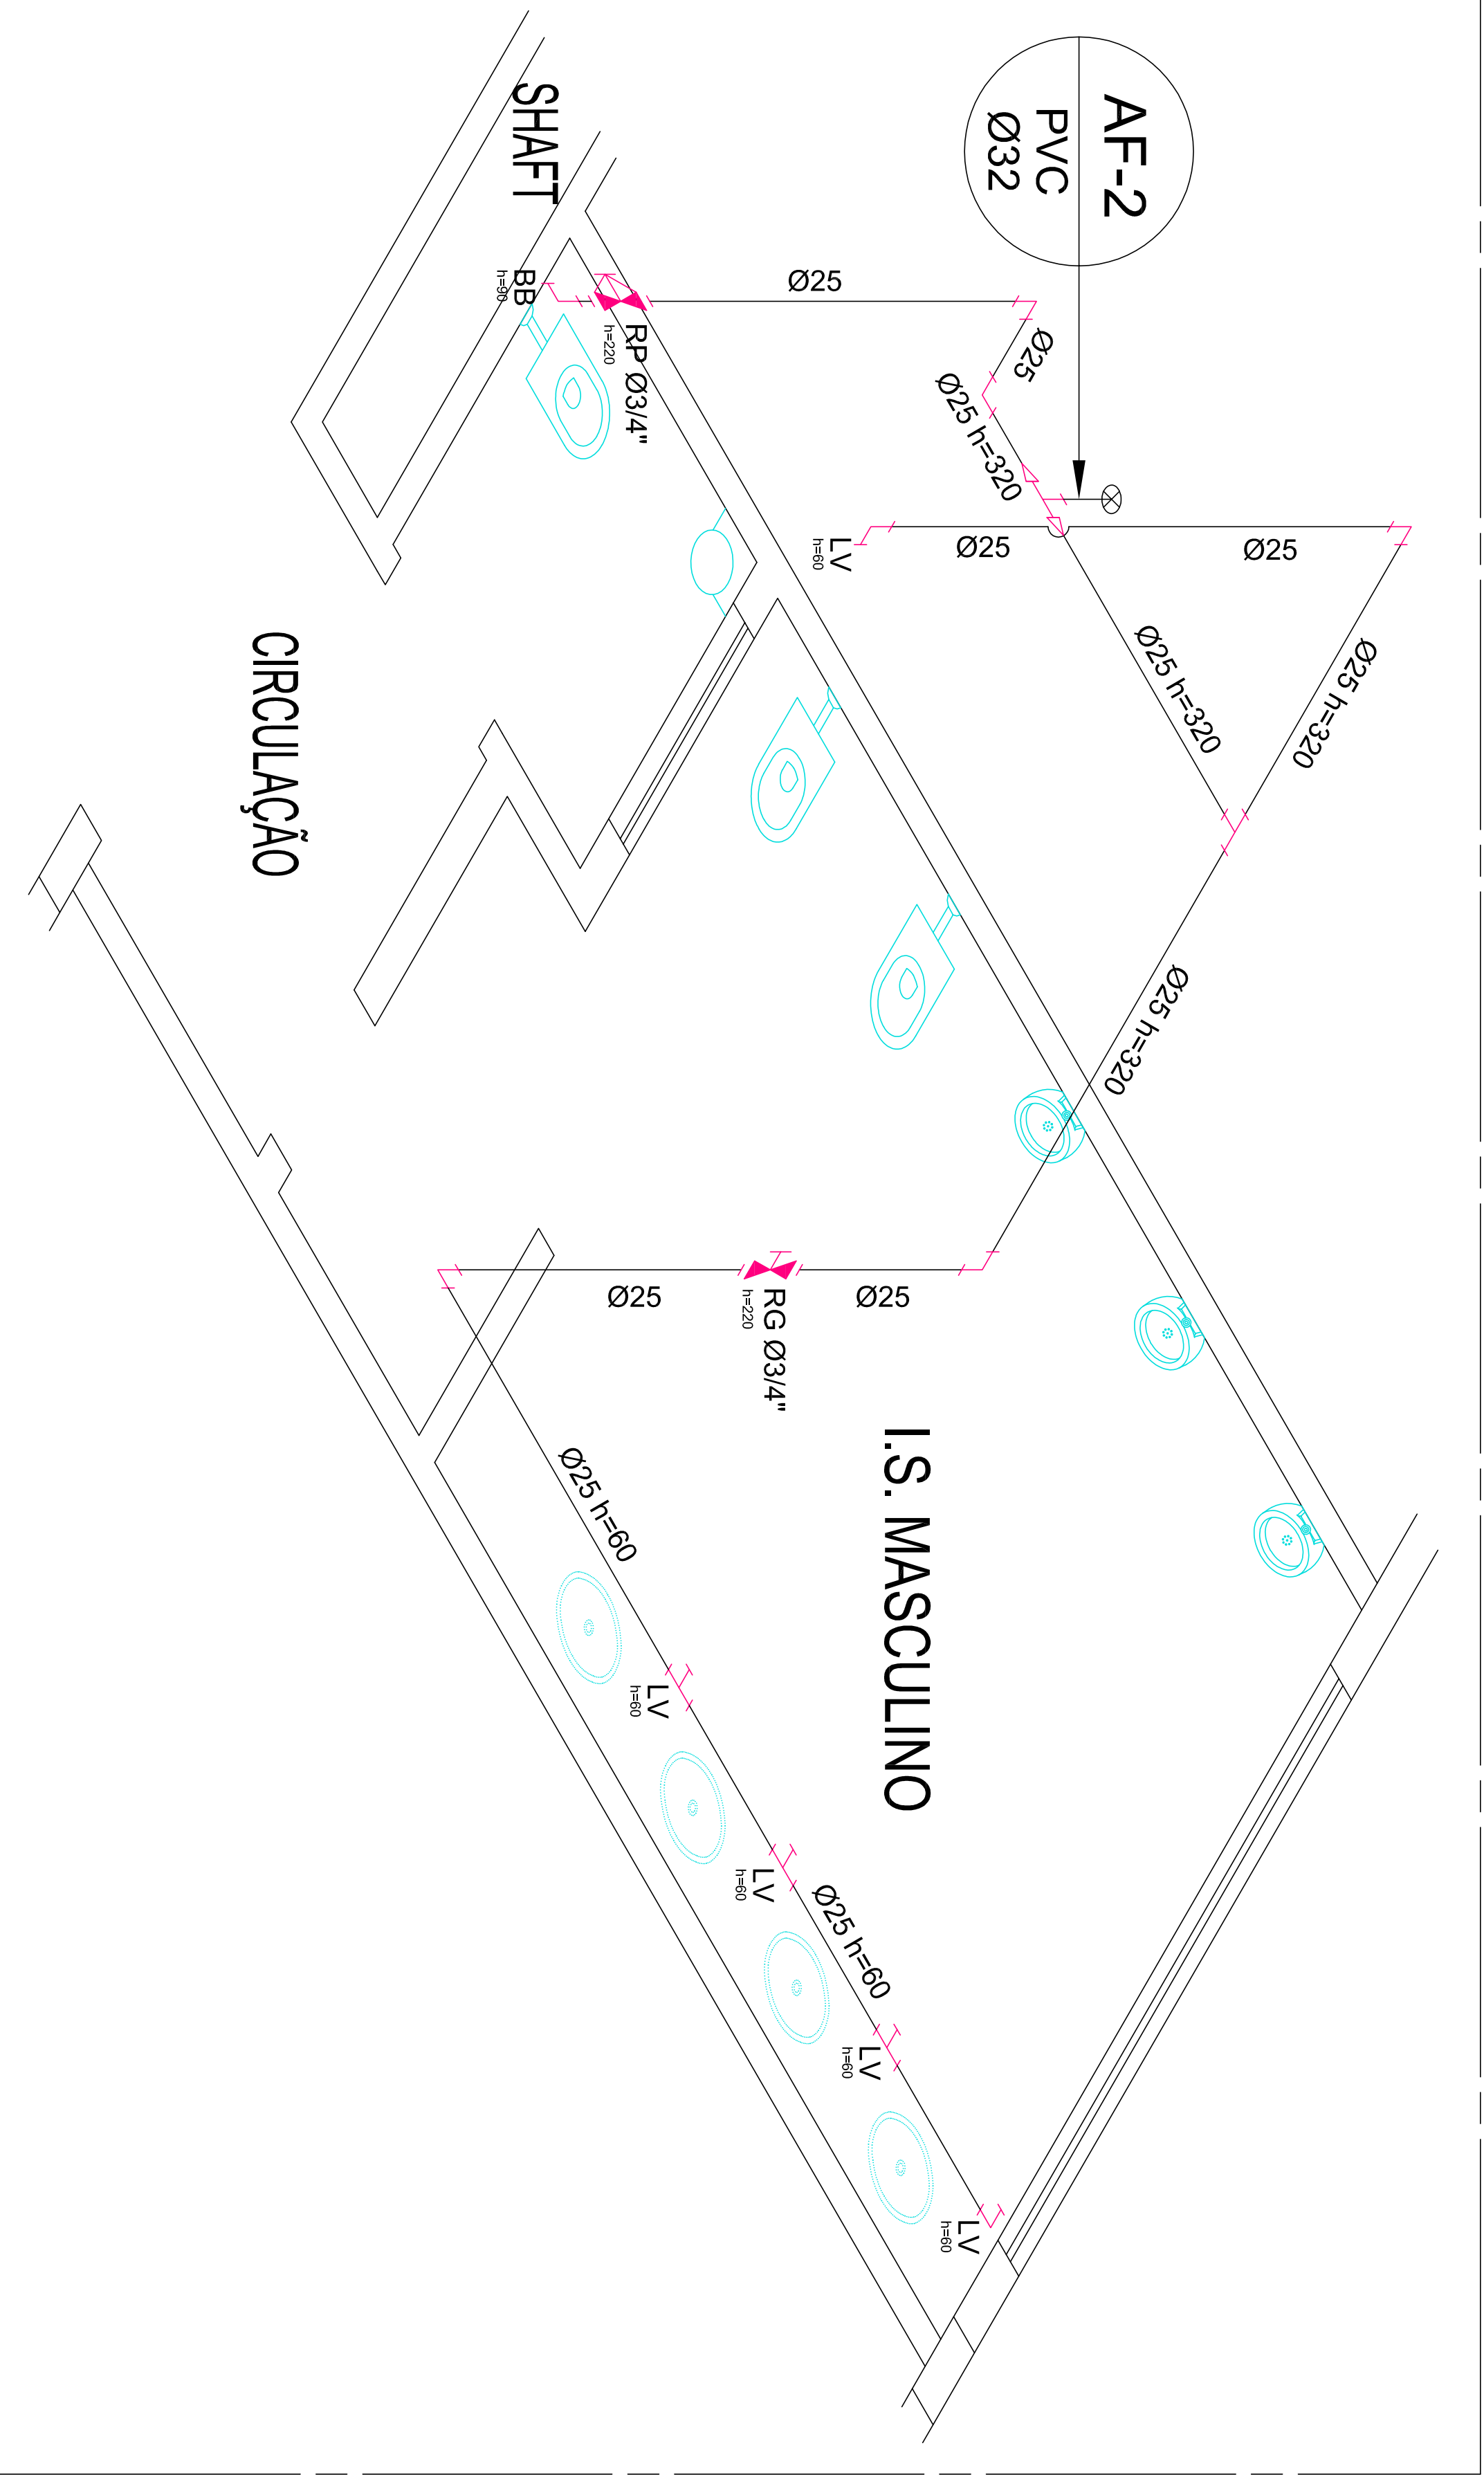 AF-2
PVC
Ø32
SHAFT
BB
h=90
RP Ø3/4"
h=220
Ø25
Ø25
Ø25 h=320
LV
h=60
Ø25
Ø25
Ø25 h=320
Ø25 h=320
Ø25 h=320
CIRCULAÇÃO
Ø25
Ø25
RG Ø3/4"
h=220
I.S. MASCULINO
Ø25 h=60
LV
h=60
LV
h=60
Ø25 h=60
LV
h=60
LV
h=60